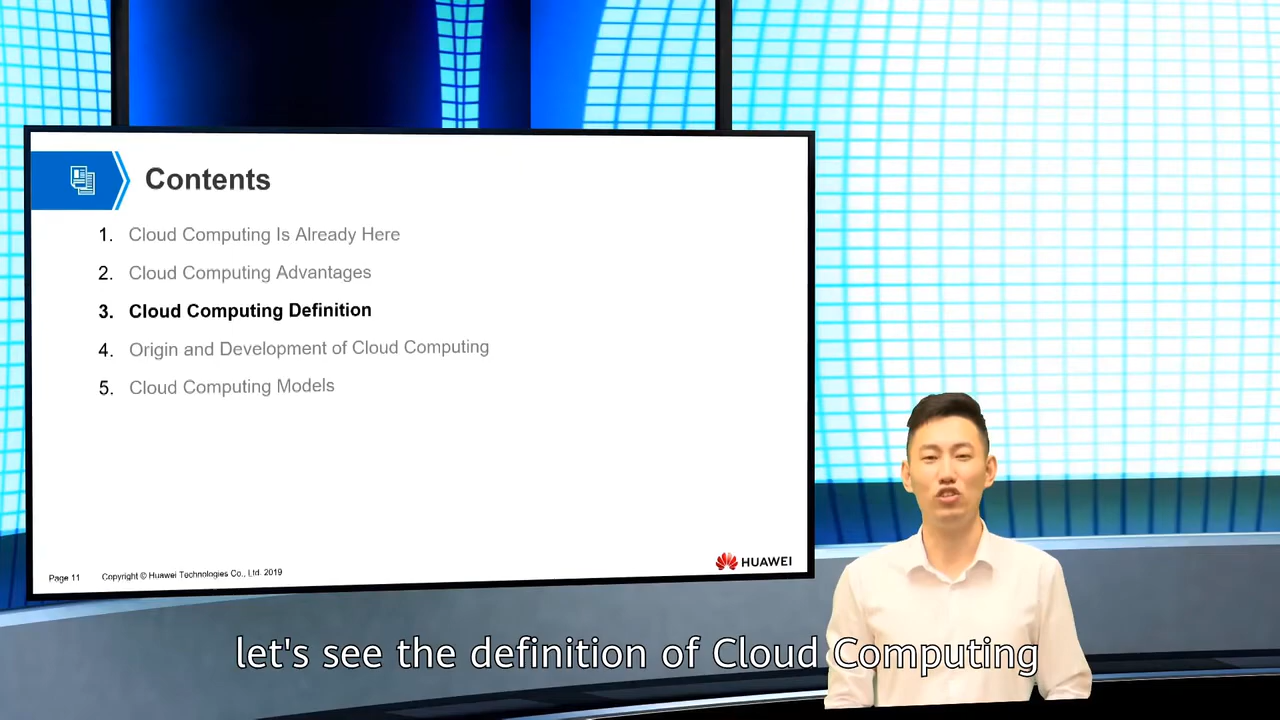 Contents
1. Cloud Computing Is Already Here
2. Cloud Computing Advantages
3. Cloud Computing Definition
4. Origin and Development of Cloud Computing
5. Cloud Computing Models
Page 11 Copyright © Huawei Technologies Co., Ltd. 2019
HUAWEI
let's see the definition of Cloud Computing